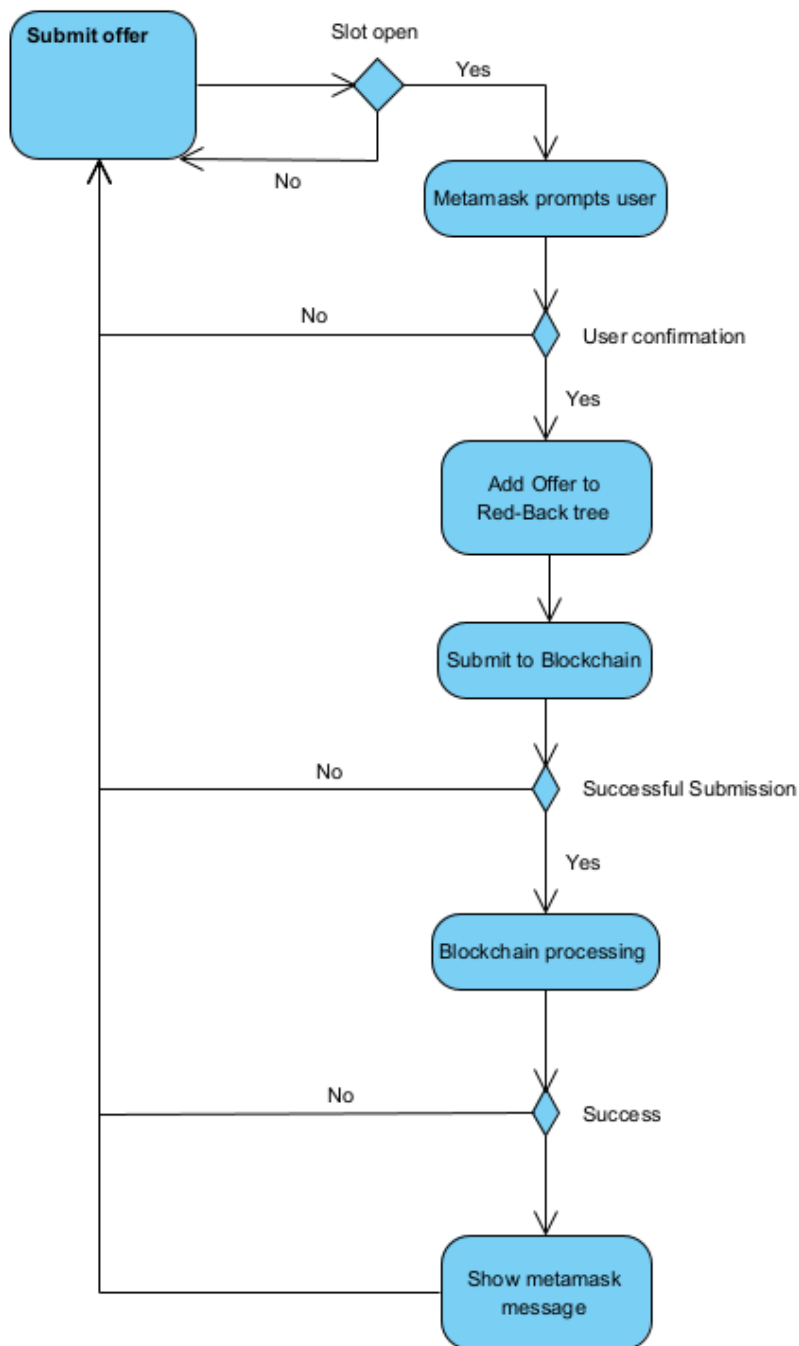 Submit offer
Slot open
Yes
No
Metamask prompts user
No
User confirmation
Yes
Add Offer to
Red-Back tree
Submit to Blockchain
No
Successful Submission
Yes
Blockchain processing
No
Success
Show metamask
message